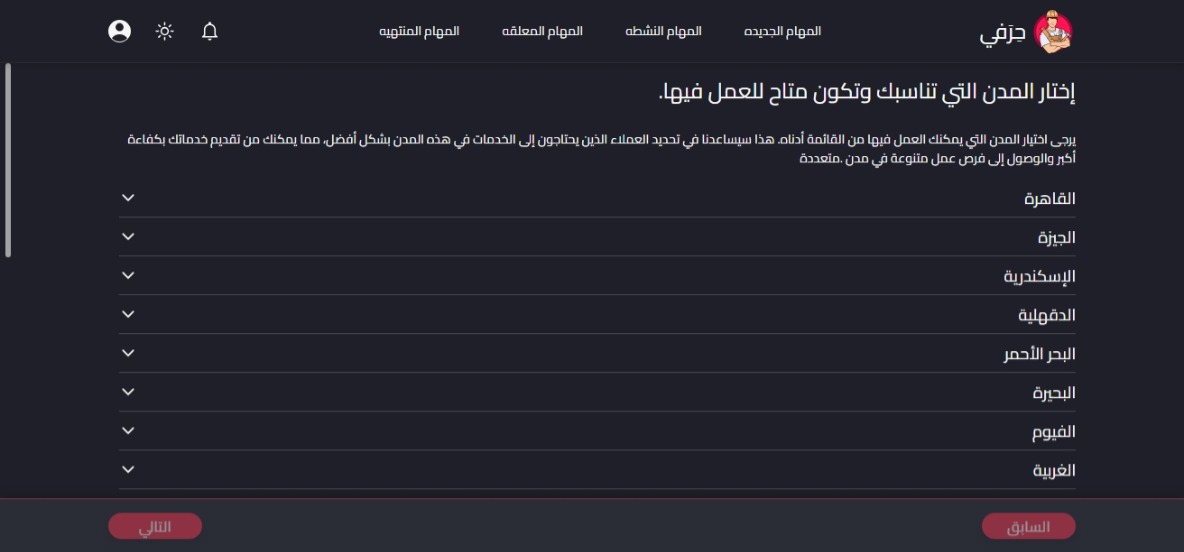 حِرَفي
المهام الجديده
المهام النشطه
المهام المعلقه
المهام المنتهيه
إختار المدن التي تناسبك وتكون متاح للعمل فيها.
يرجى اختيار المدن التي يمكنك العمل فيها من القائمة أدناه. هذا سيساعدنا في تحديد العملاء الذين يحتاجون إلى الخدمات في هذه المدن بشكل أفضل، مما يمكنك من تقديم خدماتك بكفاءة
أكبر والوصول إلى فرص عمل متنوعة في مدن .متعددة
القاهرة
الجيزة
الإسكندرية
الدقهلية
البحر الأحمر
البحيرة
الفيوم
الغربية
السابق
التالي